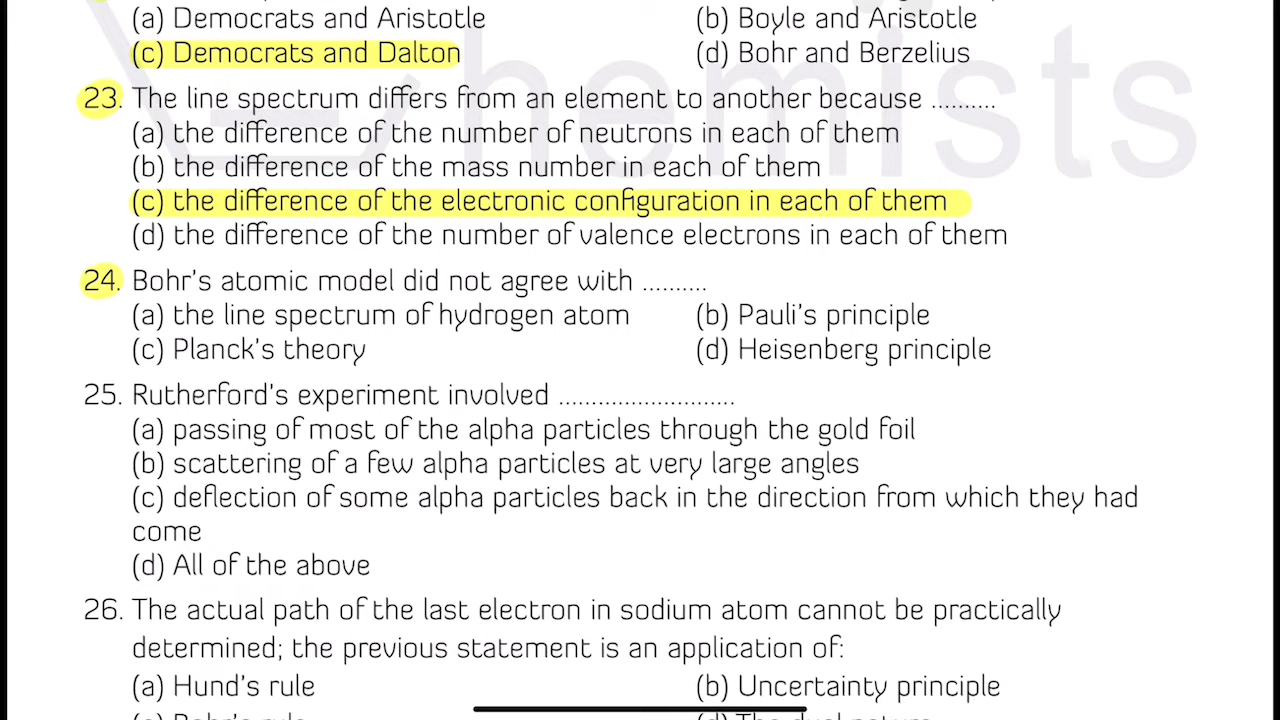 (a) Democrats and Aristotle (b) Boyle and Aristotle
(c) Democrats and Dalton (d) Bohr and Berzelius
23. The line spectrum differs from an element to another because ..........
(a) the difference of the number of neutrons in each of them
(b) the difference of the mass number in each of them
(c) the difference of the electronic configuration in each of them
(d) the difference of the number of valence electrons in each of them
24. Bohr's atomic model did not agree with ..........
(a) the line spectrum of hydrogen atom (b) Pauli's principle
(c) Planck's theory (d) Heisenberg principle
25. Rutherford's experiment involved ..........................
(a) passing of most of the alpha particles through the gold foil
(b) scattering of a few alpha particles at very large angles
(c) deflection of some alpha particles back in the direction from which they had
come
(d) All of the above
26. The actual path of the last electron in sodium atom cannot be practically
determined; the previous statement is an application of:
(a) Hund's rule (b) Uncertainty principle
hemists